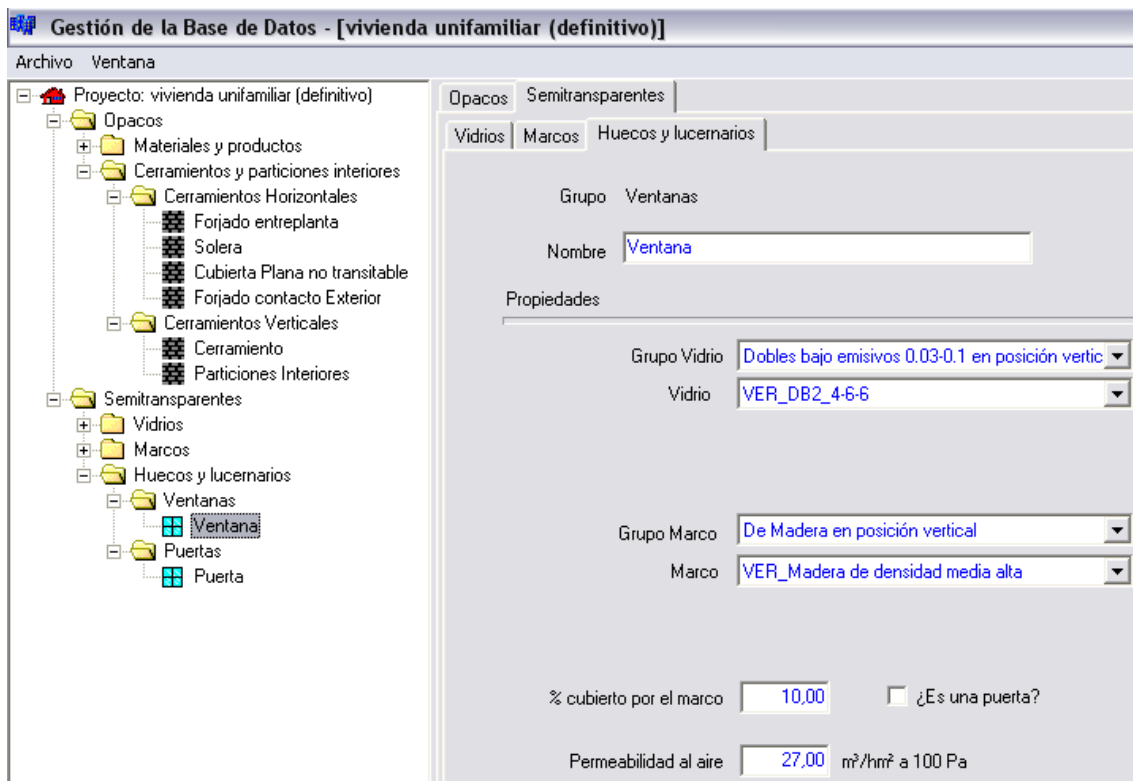 Gestión de la Base de Datos - [vivienda unifamiliar (definitivo)]
Archivo Ventana
Proyecto: vivienda unifamiliar (definitivo)
Opacos
Materiales y productos
Cerramientos y particiones interiores
Cerramientos Horizontales
Forjado entreplanta
Solera
Cubierta Plana no transitable
Forjado contacto Exterior
Cerramientos Verticales
Cerramiento
Particiones Interiores
Semitransparentes
Vidrios
Marcos
Huecos y lucernarios
Ventanas
Ventana
Puertas
Puerta
Opacos Semitransparentes
Vidrios Marcos Huecos y lucernarios
Grupo Ventanas
Nombre Ventana
Propiedades
Grupo Vidrio Dobles bajo emisivos 0.03-0.1 en posición vertic
Vidrio VER_DB2_4-6-6
Grupo Marco De Madera en posición vertical
Marco VER_Madera de densidad media alta
% cubierto por el marco 10,00 ¿Es una puerta?
Permeabilidad al aire 27,00 m³/hm² a 100 Pa